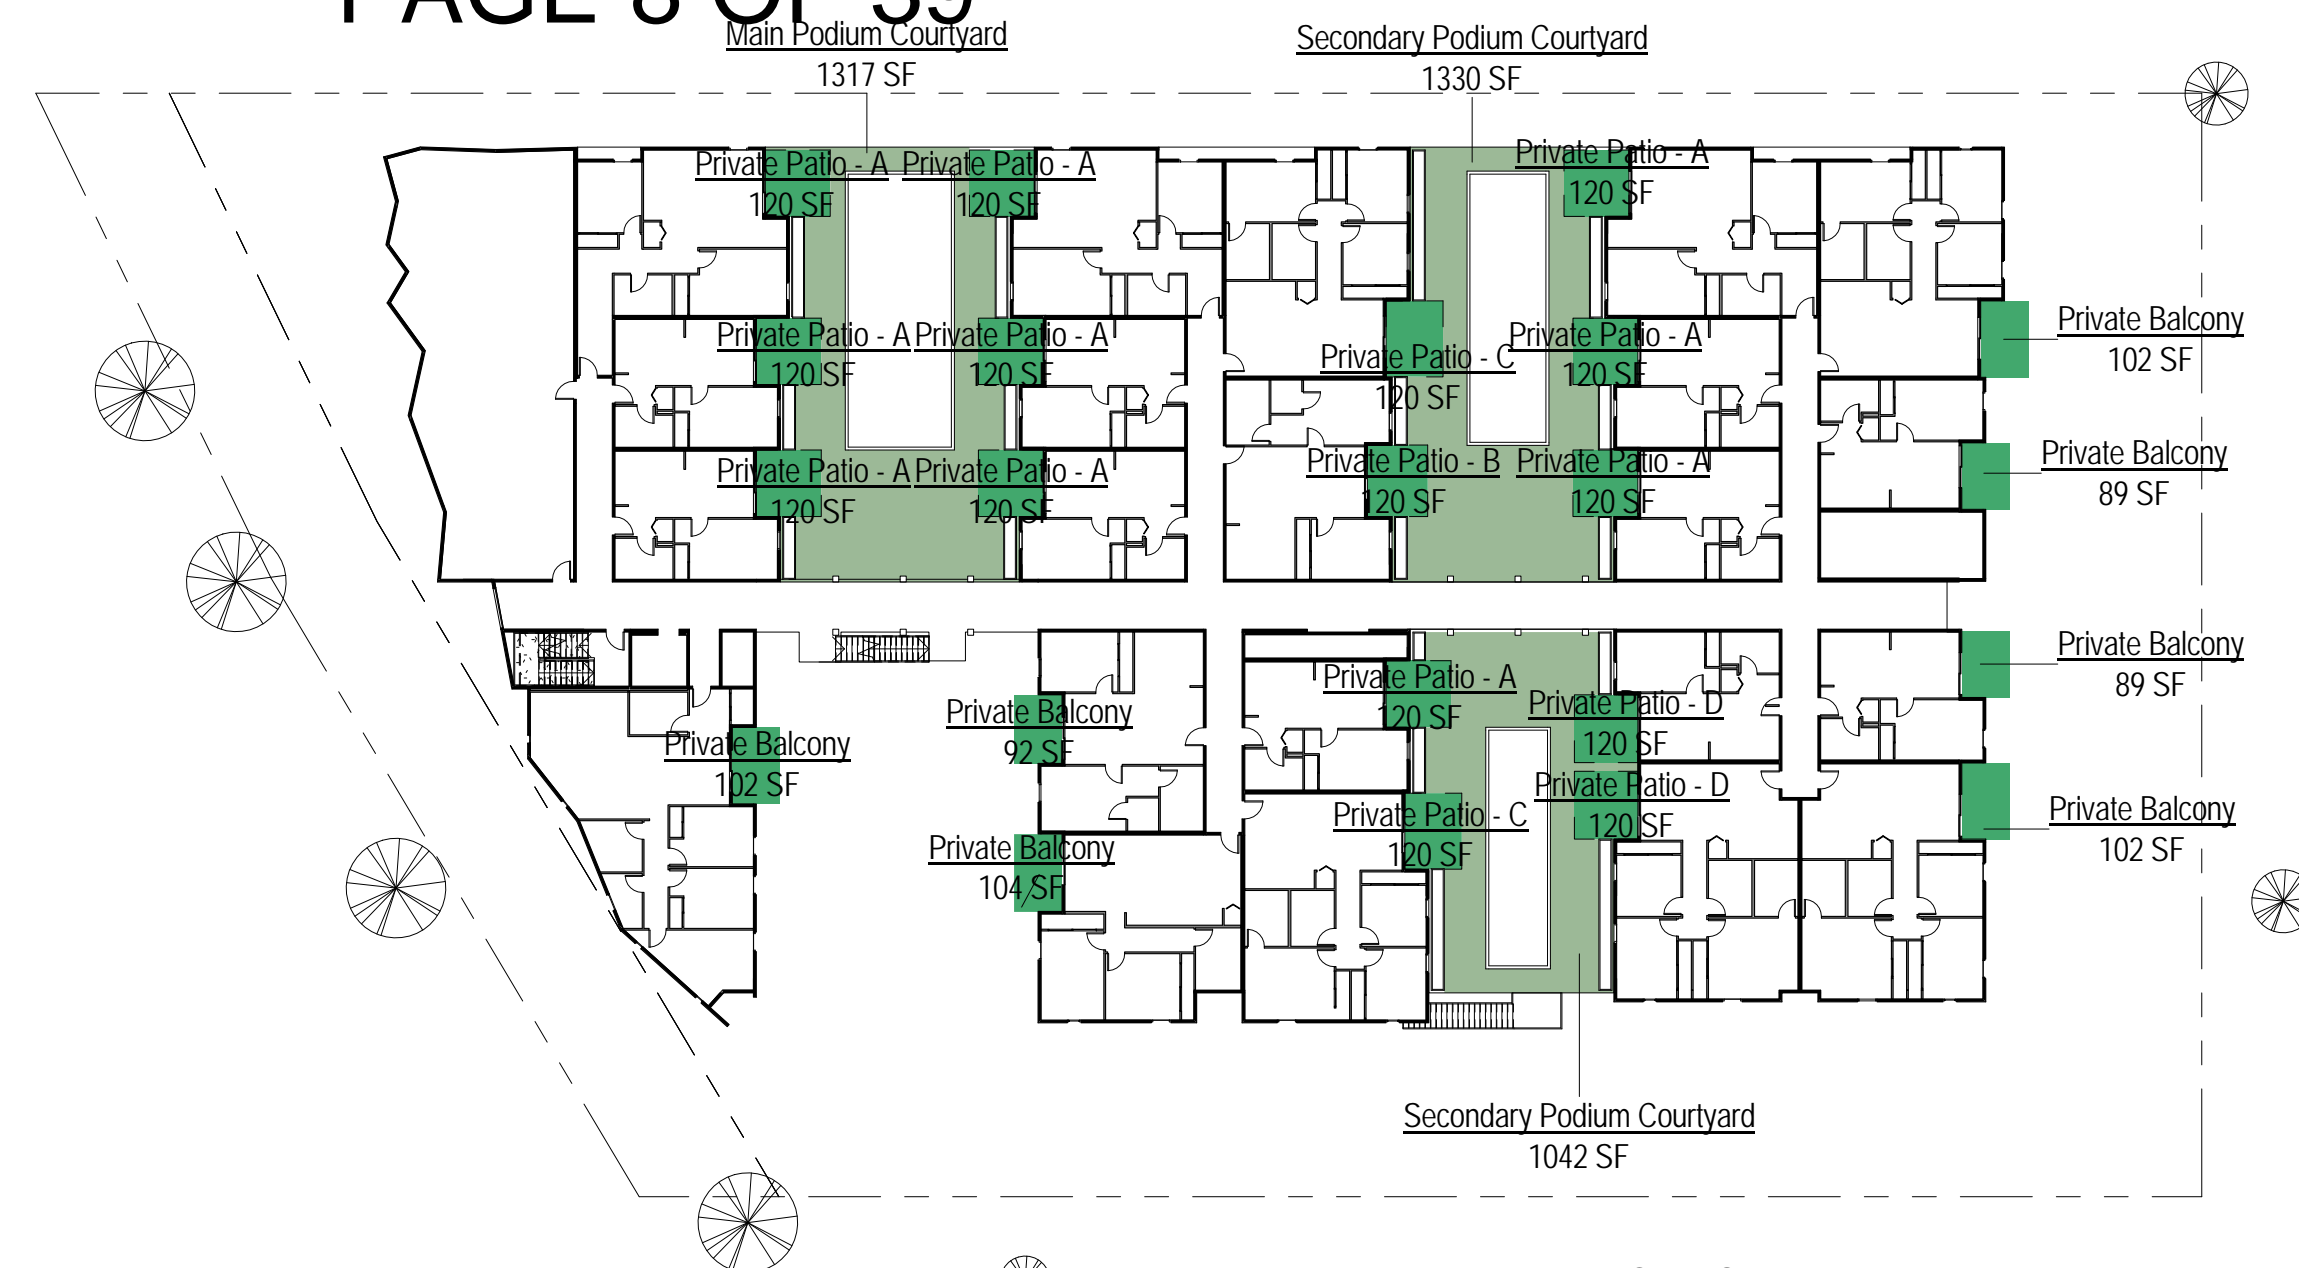 PAGE 8 OF 39
Main Podium Courtyard
1317 SF
Secondary Podium Courtyard
1330 SF
Private Patio - A
120 SF
Private Patio - A
120 SF
Private Patio - A
120 SF
Private Patio - A
120 SF
Private Patio - A
120 SF
Private Patio - C
120 SF
Private Patio - A
120 SF
Private Balcony
102 SF
Private Patio - A
120 SF
Private Patio - A
120 SF
Private Patio - B
120 SF
Private Patio - A
120 SF
Private Balcony
89 SF
Private Balcony
102 SF
Private Balcony
92 SF
Private Patio - A
120 SF
Private Patio - D
120 SF
Private Balcony
89 SF
Private Balcony
104 SF
Private Patio - C
120 SF
Private Patio - D
120 SF
Private Balcony
102 SF
Secondary Podium Courtyard
1042 SF